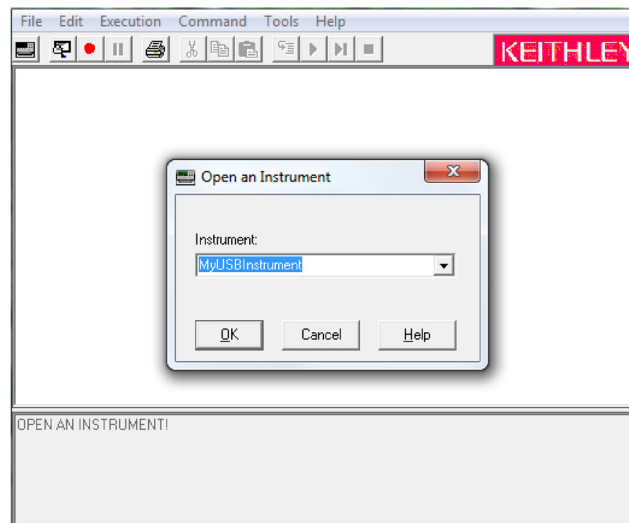 File Edit Execution Command Tools Help
KEITHLEY
Open an Instrument
Instrument:
MyUSBInstrument
OK Cancel Help
OPEN AN INSTRUMENT!